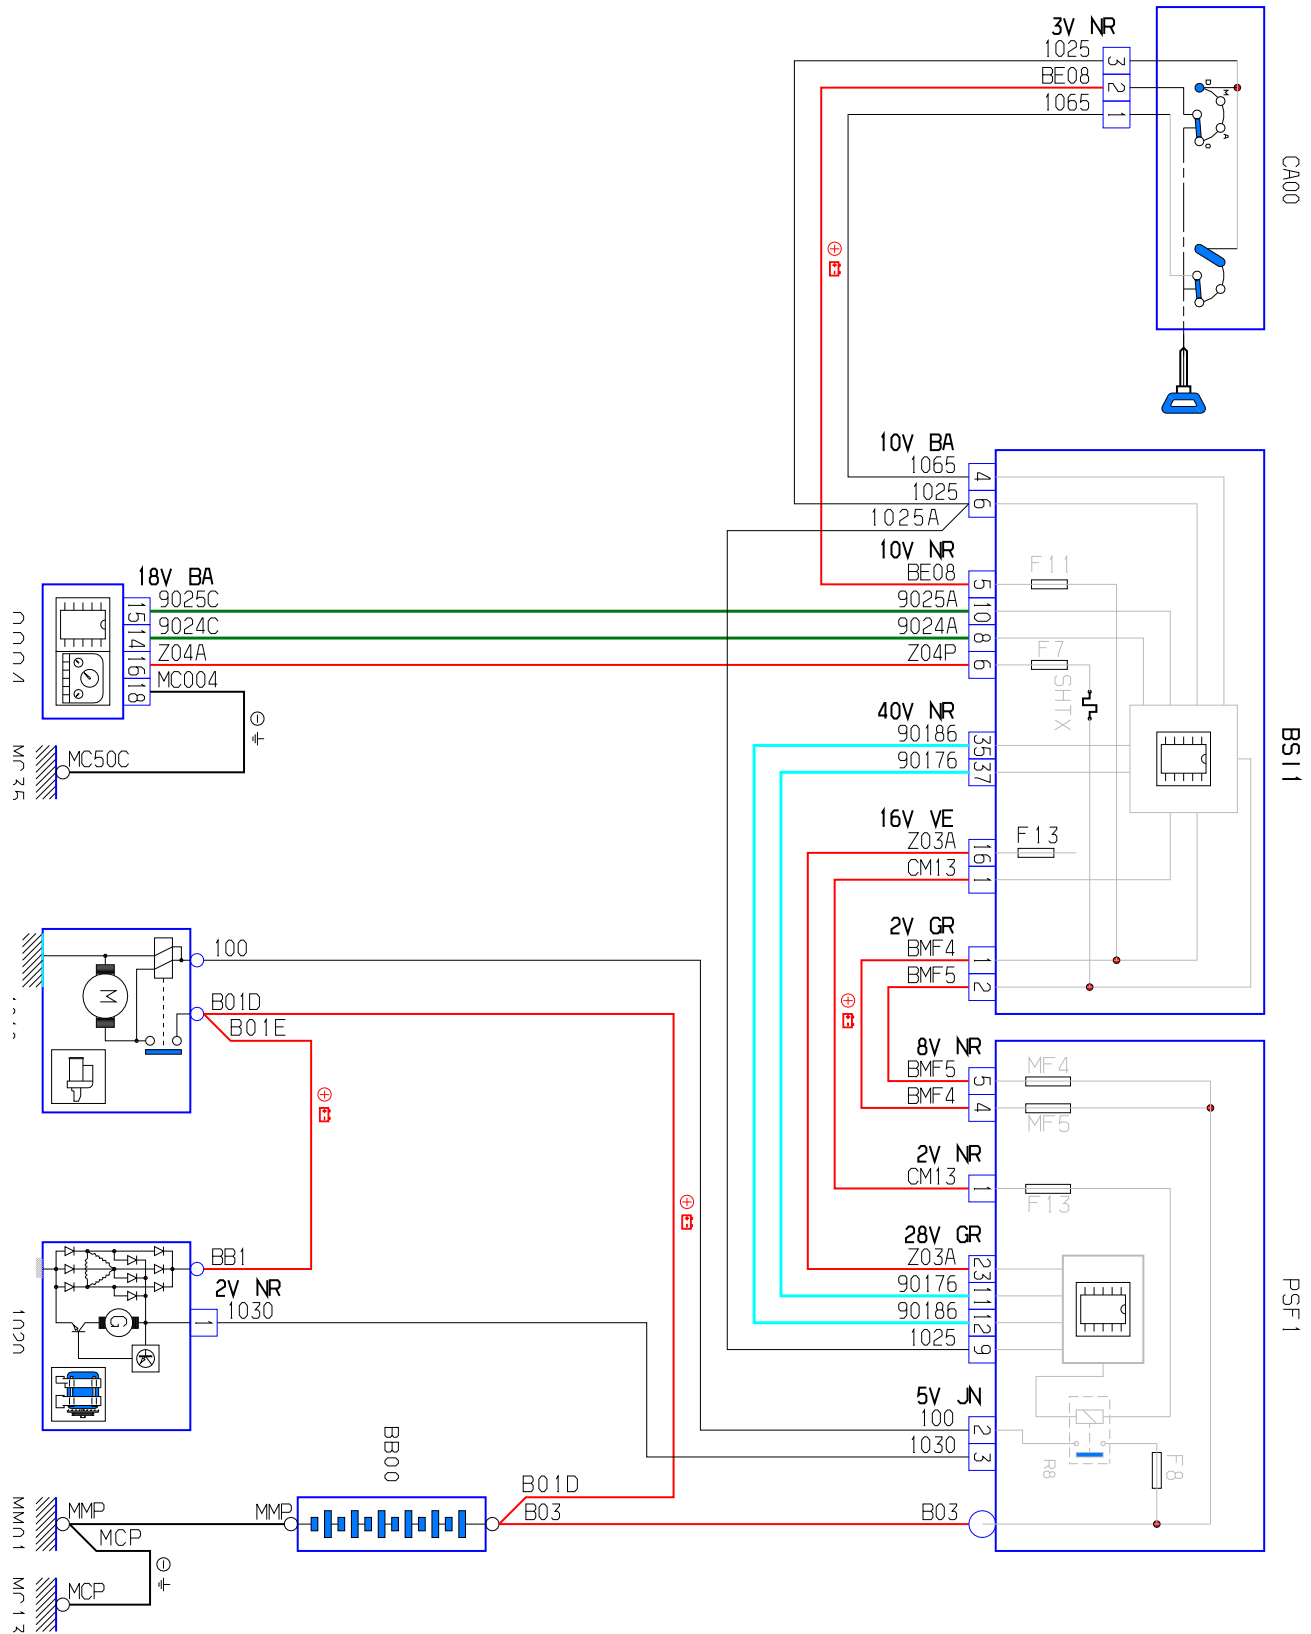 3V NR
1025
3
BE08
2
1065
1
D
M
A
CA00
10V BA
1065
4
1025
6
1025A
10V NR
BE08
5
F11
18V BA
9025C
15
9025A
10
9024C
14
9024A
8
Z04A
16
Z04P
6
F7
MC004
18
SHTX
40V NR
90186
35
90176
37
BSI1
MC50C
16V VE
Z03A
16
F13
CM13
1
2V GR
BMF4
1
BMF5
2
100
M
B01D
B01E
8V NR
BMF5
5
MF4
BMF4
4
MF5
2V NR
CM13
1
F13
28V GR
Z03A
23
90176
11
90186
12
1025
9
PSF1
BB1
2V NR
1030
1
G
5V JN
100
2
1030
3
R8
F8
BB00
B01D
B03
B03
MMP
MMP
MCP
MCP